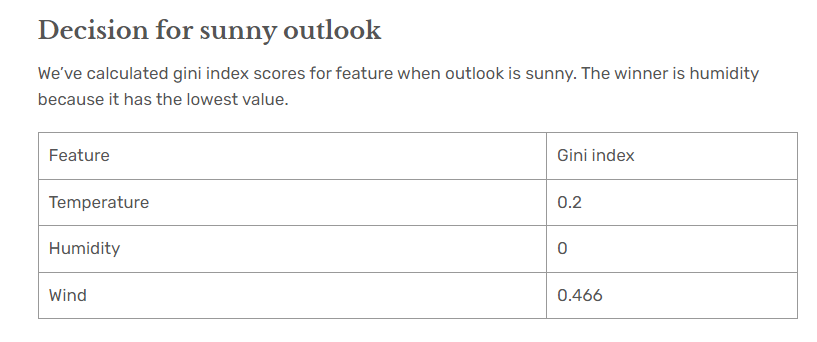 Decision for sunny outlook
We’ve calculated gini index scores for feature when outlook is sunny. The winner is humidity
because it has the lowest value.
Feature Gini index
Temperature 0.2
Humidity 0
Wind 0.466